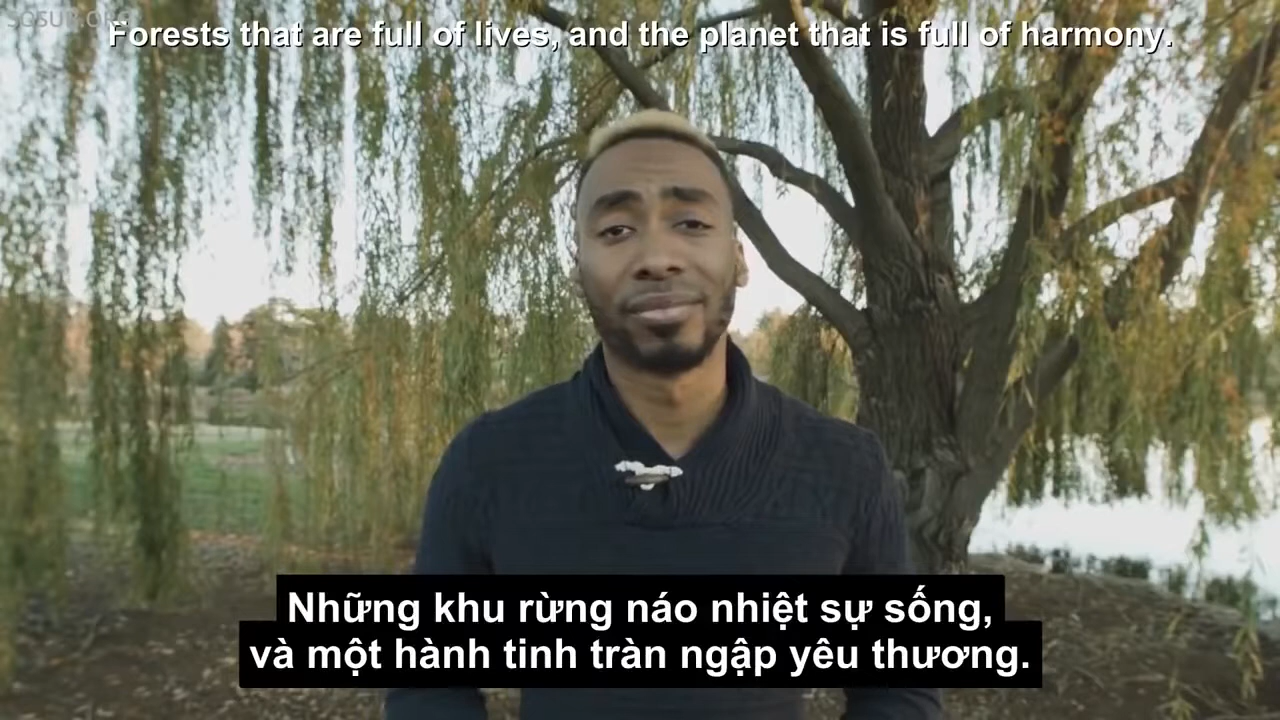 Forests that are full of lives, and the planet that is full of harmony.
Những khu rừng náo nhiệt sự sống,
và một hành tinh tràn ngập yêu thương.